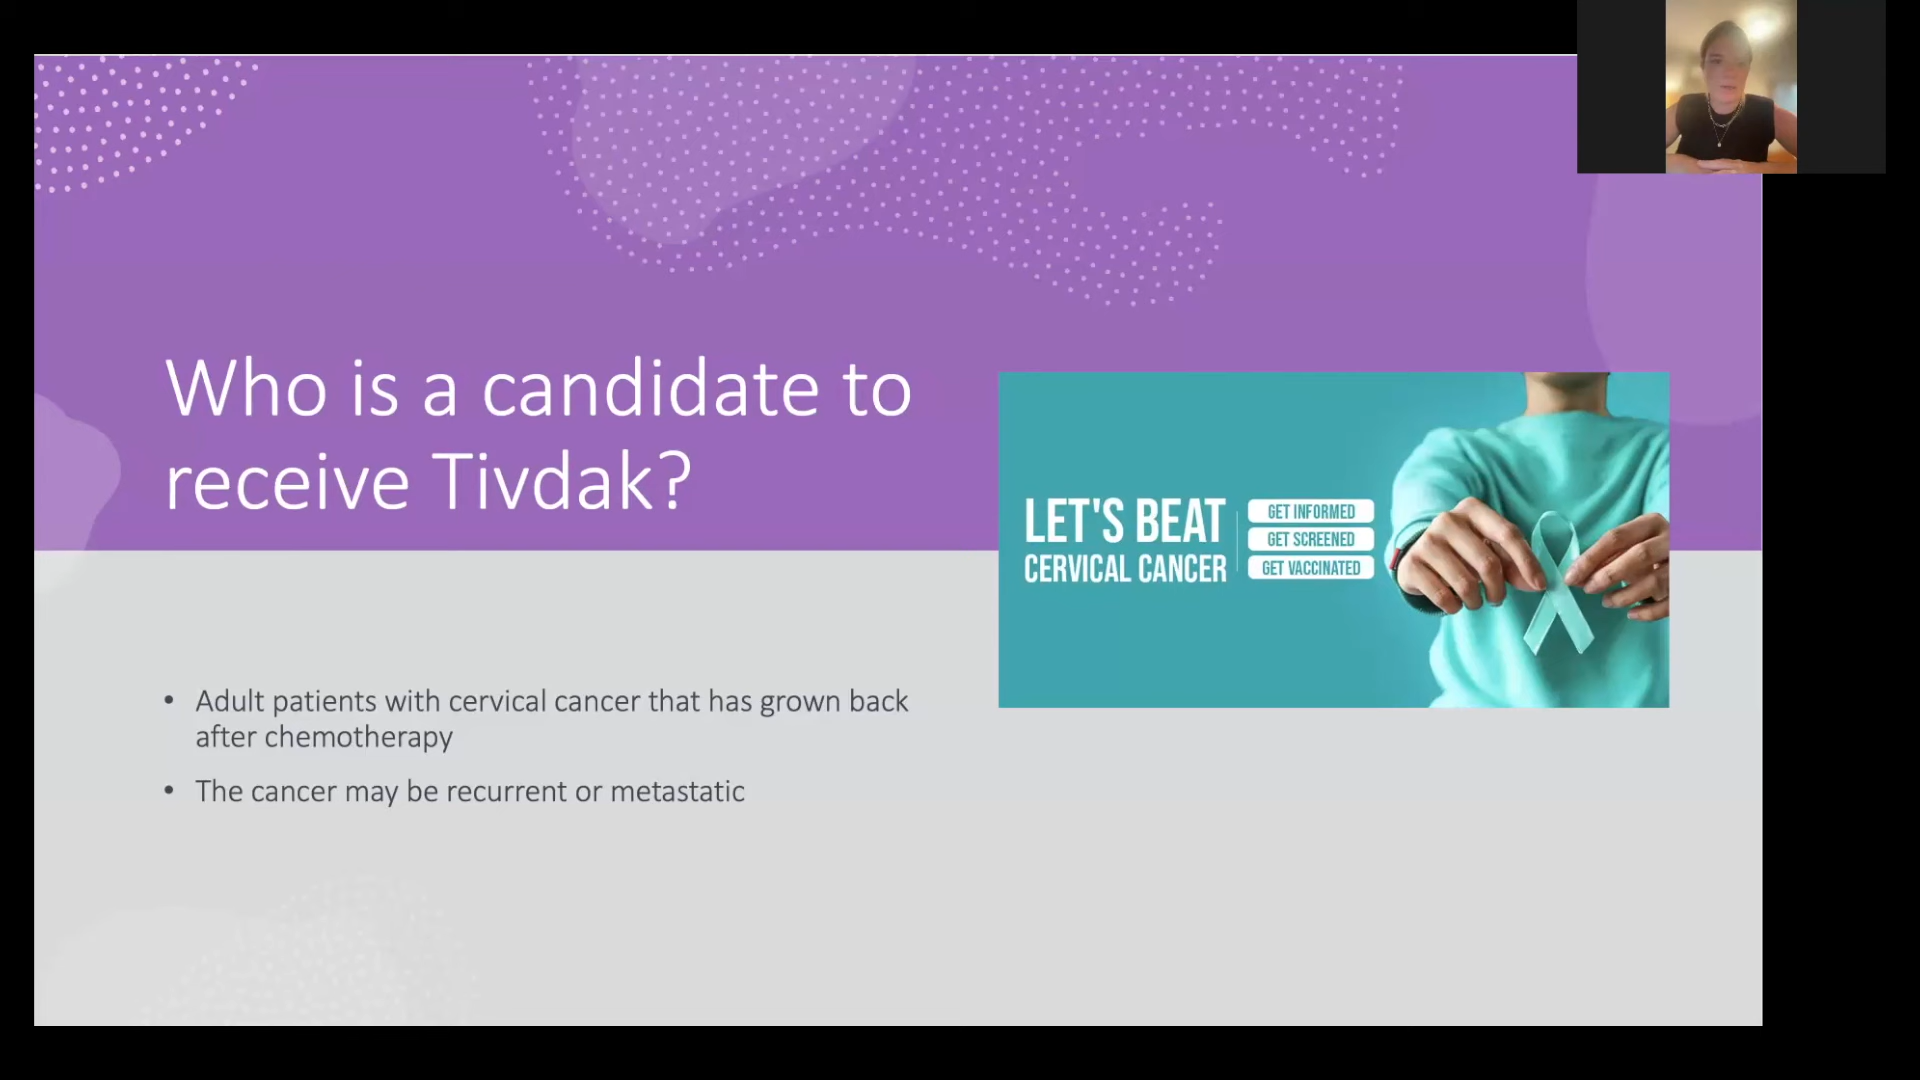 Who is a candidate to
receive Tivdak?
LET'S BEAT
CERVICAL CANCER
GET INFORMED
GET SCREENED
GET VACCINATED
• Adult patients with cervical cancer that has grown back
after chemotherapy
• The cancer may be recurrent or metastatic